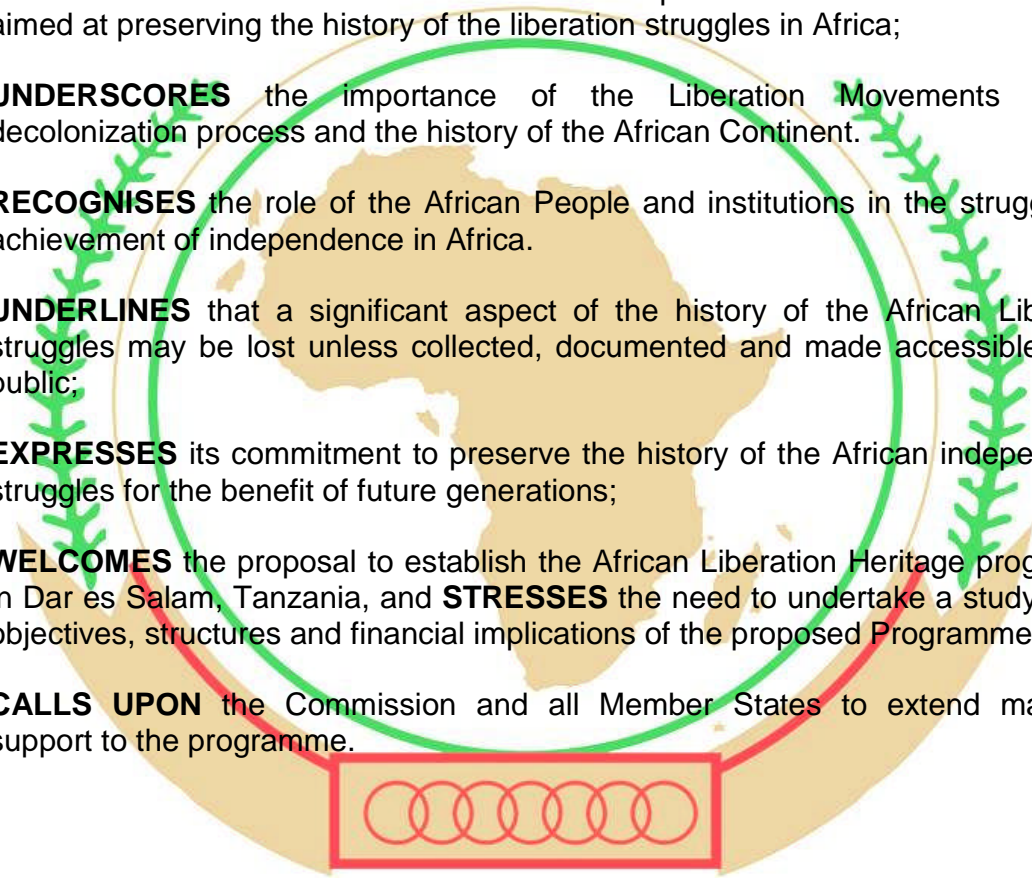 aimed at preserving the history of the liberation struggles in Africa;
UNDERSCORES the importance of the Liberation Movements
decolonization process and the history of the African Continent.
RECOGNISES the role of the African People and institutions in the strugg
achievement of independence in Africa.
UNDERLINES that a significant aspect of the history of the African Lib
struggles may be lost unless collected, documented and made accessible
public;
EXPRESSES its commitment to preserve the history of the African indepe
struggles for the benefit of future generations;
WELCOMES the proposal to establish the African Liberation Heritage prog
in Dar es Salam, Tanzania, and STRESSES the need to undertake a study
objectives, structures and financial implications of the proposed Programme
CALLS UPON the Commission and all Member States to extend ma
support to the programme.